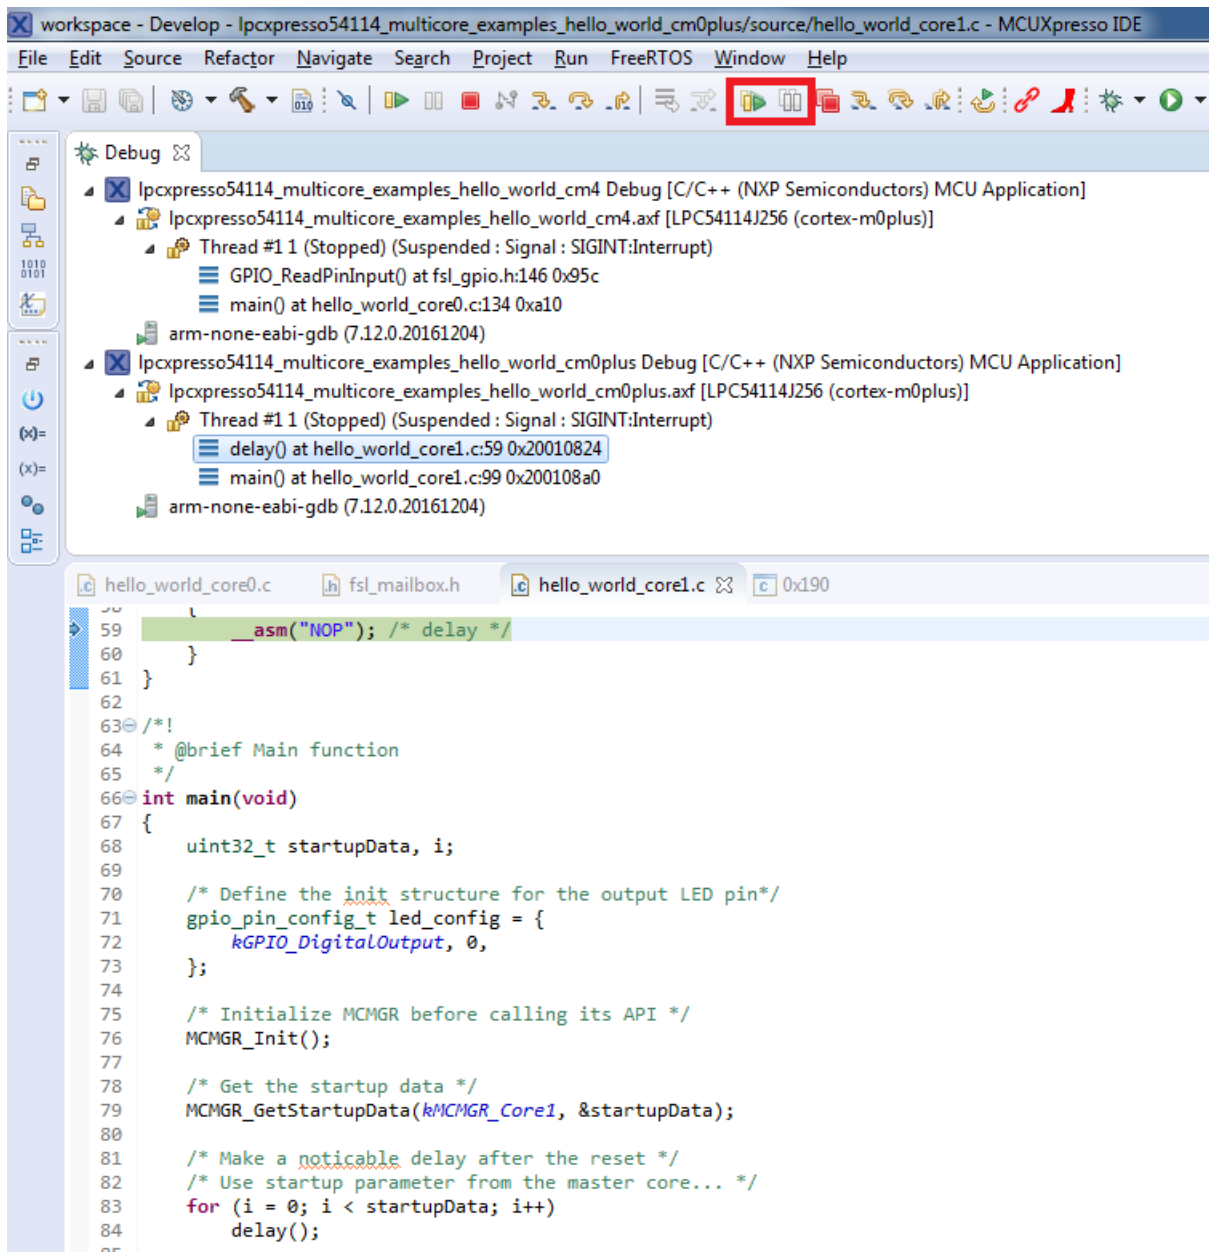 workspace - Develop - lpcxpresso54114_multicore_examples_hello_world_cm0plus/source/hello_world_core1.c - MCUXpresso IDE
File Edit Source Refactor Navigate Search Project Run FreeRTOS Window Help
Debug
lpcxpresso54114_multicore_examples_hello_world_cm4 Debug [C/C++ (NXP Semiconductors) MCU Application]
lpcxpresso54114_multicore_examples_hello_world_cm4.axf [LPC54114J256 (cortex-m0plus)]
Thread #1 1 (Stopped) (Suspended : Signal : SIGINT:Interrupt)
GPIO_ReadPinInput() at fsl_gpio.h:146 0x95c
main() at hello_world_core0.c:134 0xa10
arm-none-eabi-gdb (7.12.0.20161204)
lpcxpresso54114_multicore_examples_hello_world_cm0plus Debug [C/C++ (NXP Semiconductors) MCU Application]
lpcxpresso54114_multicore_examples_hello_world_cm0plus.axf [LPC54114J256 (cortex-m0plus)]
Thread #1 1 (Stopped) (Suspended : Signal : SIGINT:Interrupt)
delay() at hello_world_core1.c:59 0x20010824
main() at hello_world_core1.c:99 0x200108a0
arm-none-eabi-gdb (7.12.0.20161204)
hello_world_core0.c fsl_mailbox.h hello_world_core1.c 0x190
59 __asm("NOP"); /* delay */
60 }
61 }
62
63 /*!
64 * @brief Main function
65 */
66 int main(void)
67 {
68 uint32_t startupData, i;
69
70 /* Define the init structure for the output LED pin*/
71 gpio_pin_config_t led_config = {
72 kGPIO_DigitalOutput, 0,
73 };
74
75 /* Initialize MCMGR before calling its API */
76 MCMGR_Init();
77
78 /* Get the startup data */
79 MCMGR_GetStartupData(kMCMGR_Core1, &startupData);
80
81 /* Make a noticable delay after the reset */
82 /* Use startup parameter from the master core... */
83 for (i = 0; i < startupData; i++)
84 delay();